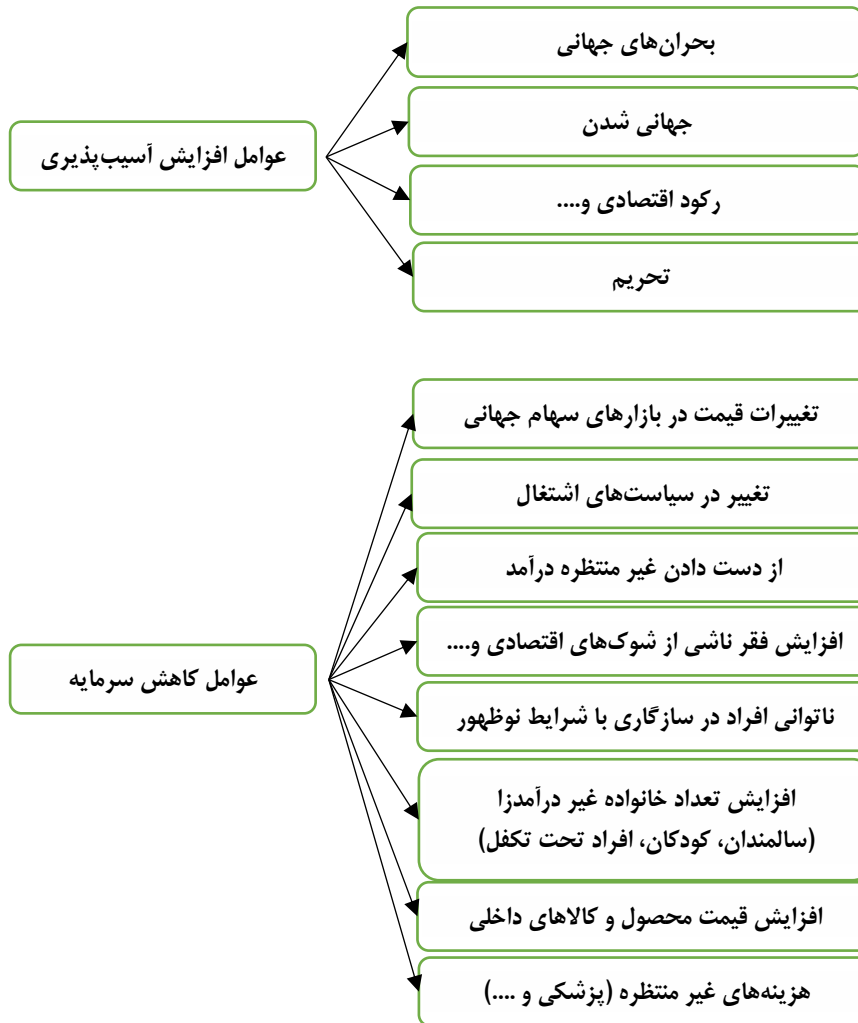 عوامل افزایش آسیب‌پذیری
بحران‌های جهانی
جهانی شدن
رکود اقتصادی و....
تحریم
عوامل کاهش سرمایه
تغییرات قیمت در بازارهای سهام جهانی
تغییر در سیاست‌های اشتغال
از دست دادن غیر منتظره درآمد
افزایش فقر ناشی از شوک‌های اقتصادی و....
ناتوانی افراد در سازگاری با شرایط نوظهور
افزایش تعداد خانواده غیر درآمدزا
(سالمندان، کودکان، افراد تحت تکفل)
افزایش قیمت محصول و کالاهای داخلی
هزینه‌های غیر منتظره (پزشکی و ....)